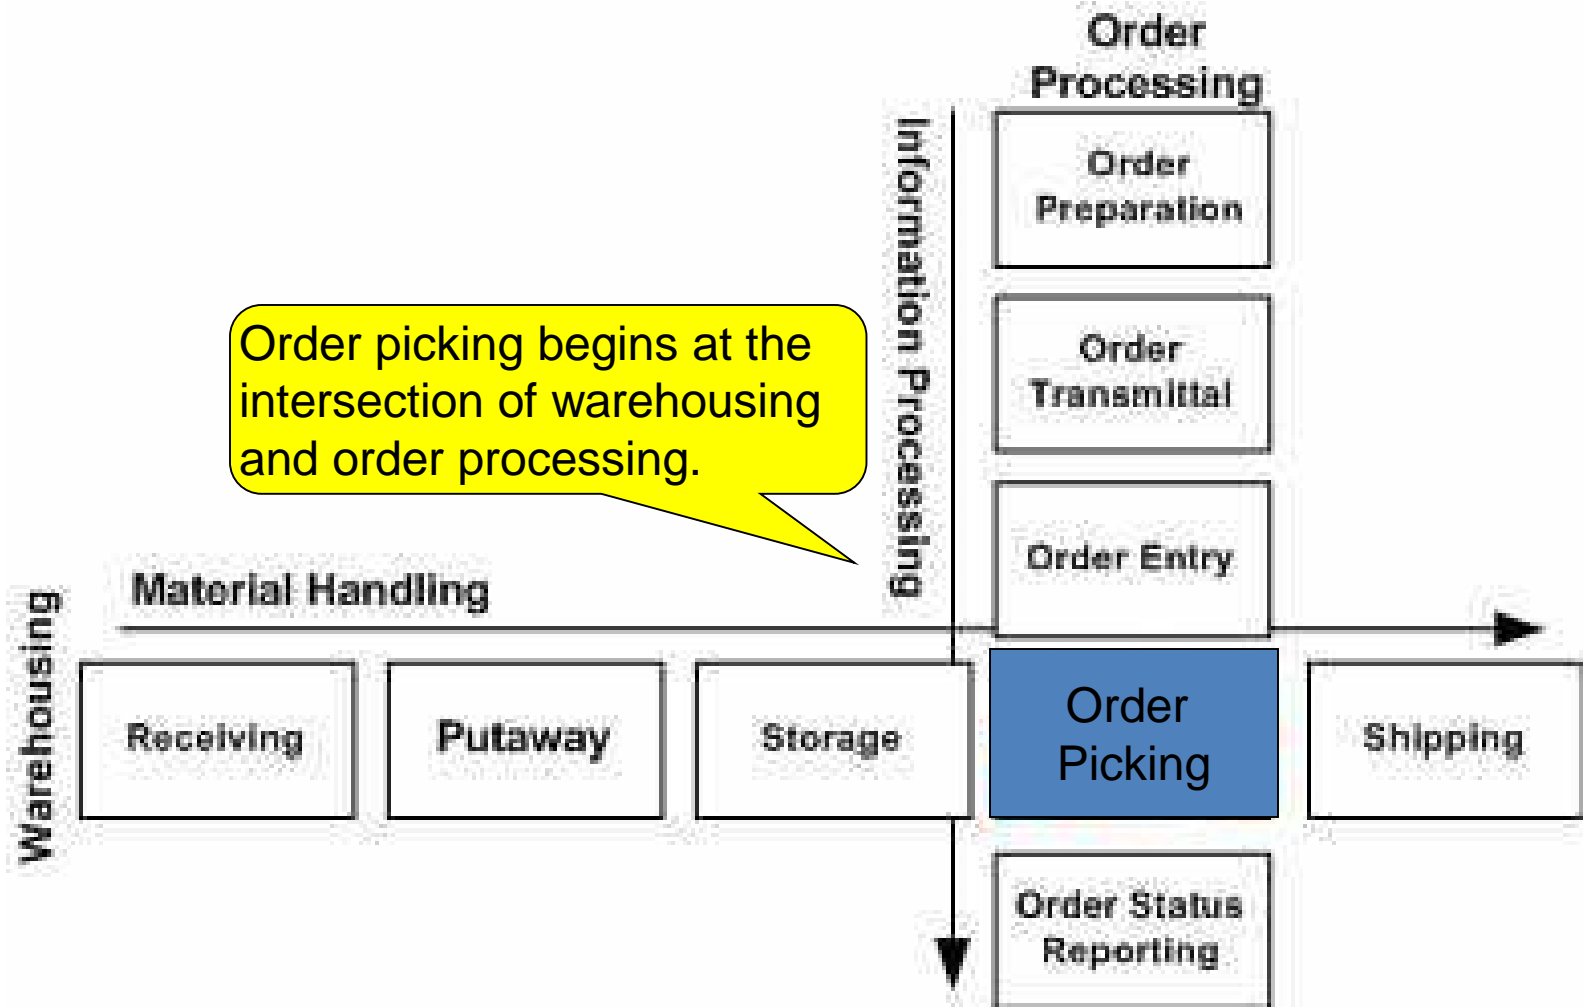 Order
Processing
Information Processing
Order
Preparation
Order
Transmittal
Order Entry
Order picking begins at the
intersection of warehousing
and order processing.
Material Handling
Warehousing
Receiving
Putaway
Storage
Order
Picking
Shipping
Order Status
Reporting